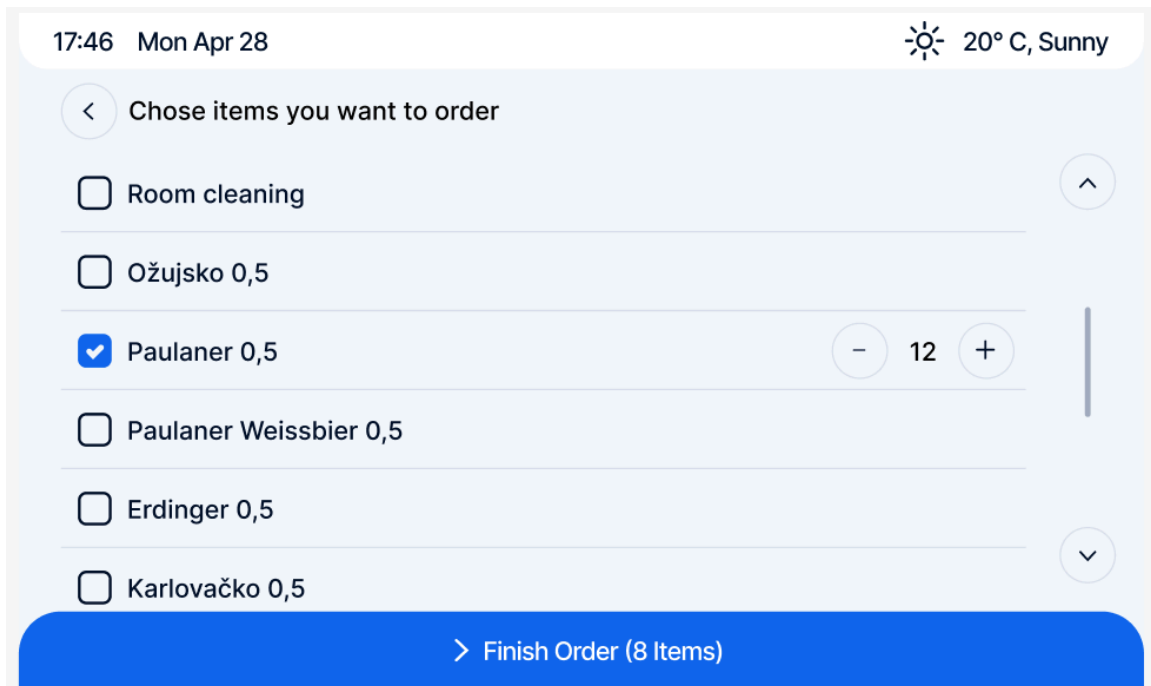 17:46 Mon Apr 28 20° C, Sunny
Chose items you want to order
Room cleaning
Ožujsko 0,5
Paulaner 0,5 - 12 +
Paulaner Weissbier 0,5
Erdinger 0,5
Karlovačko 0,5
Finish Order (8 Items)